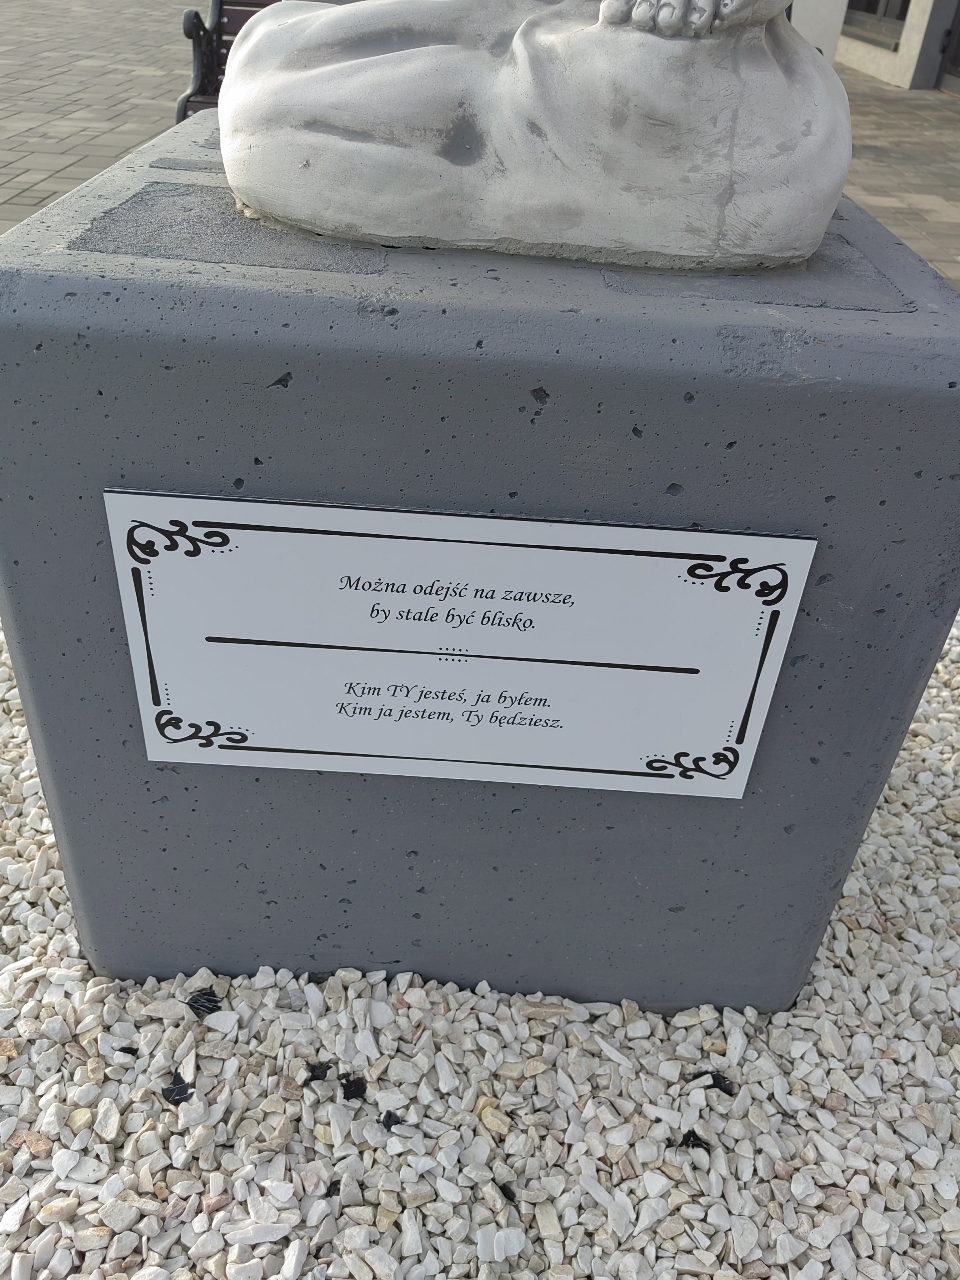 Można odejść na zawsze,
by stale być blisko.
Kim TY jesteś, ja byłem.
Kim ja jestem, Ty będziesz.